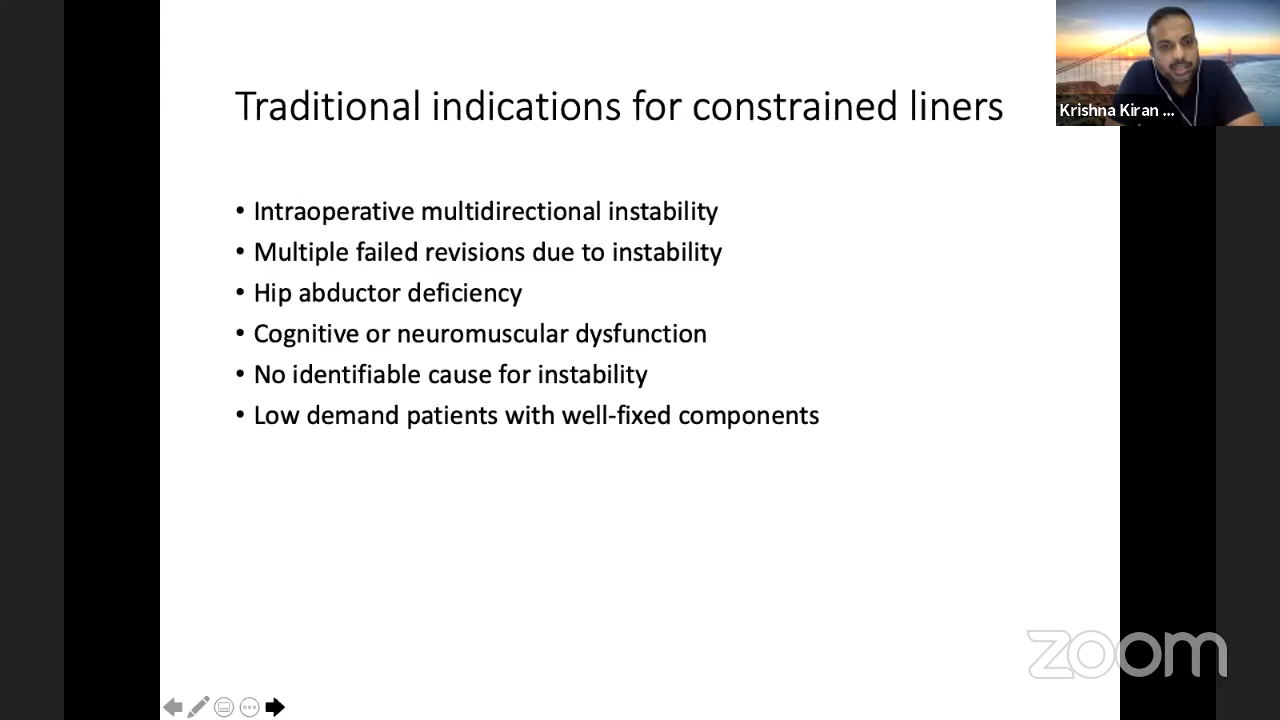 Traditional indications for constrained liners
Krishna Kiran ...
• Intraoperative multidirectional instability
• Multiple failed revisions due to instability
• Hip abductor deficiency
• Cognitive or neuromuscular dysfunction
• No identifiable cause for instability
• Low demand patients with well-fixed components
zoom